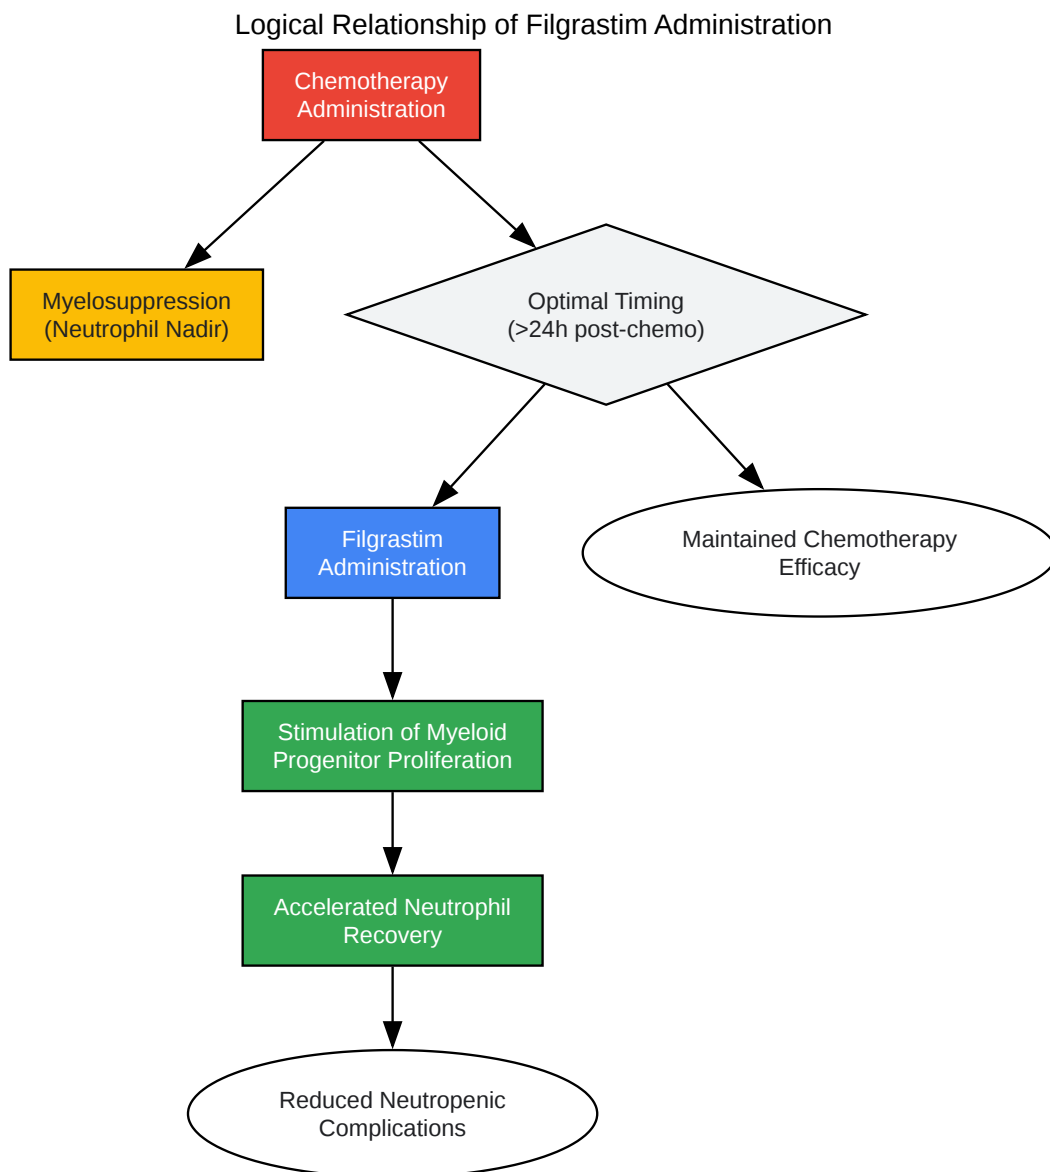 Logical Relationship of Filgrastim Administration
Chemotherapy
Administration
Myelosuppression
(Neutrophil Nadir)
Optimal Timing
(>24h post-chemo)
Filgrastim
Administration
Maintained Chemotherapy
Efficacy
Stimulation of Myeloid
Progenitor Proliferation
Accelerated Neutrophil
Recovery
Reduced Neutropenic
Complications